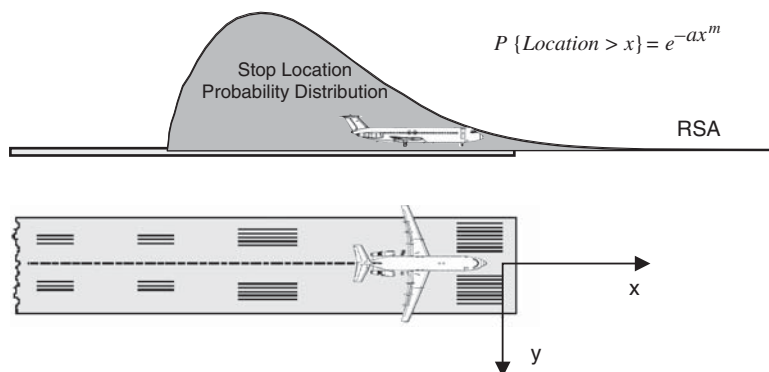 P {Location > x} = e^{-ax^m}
Stop Location
Probability Distribution
RSA
x
y